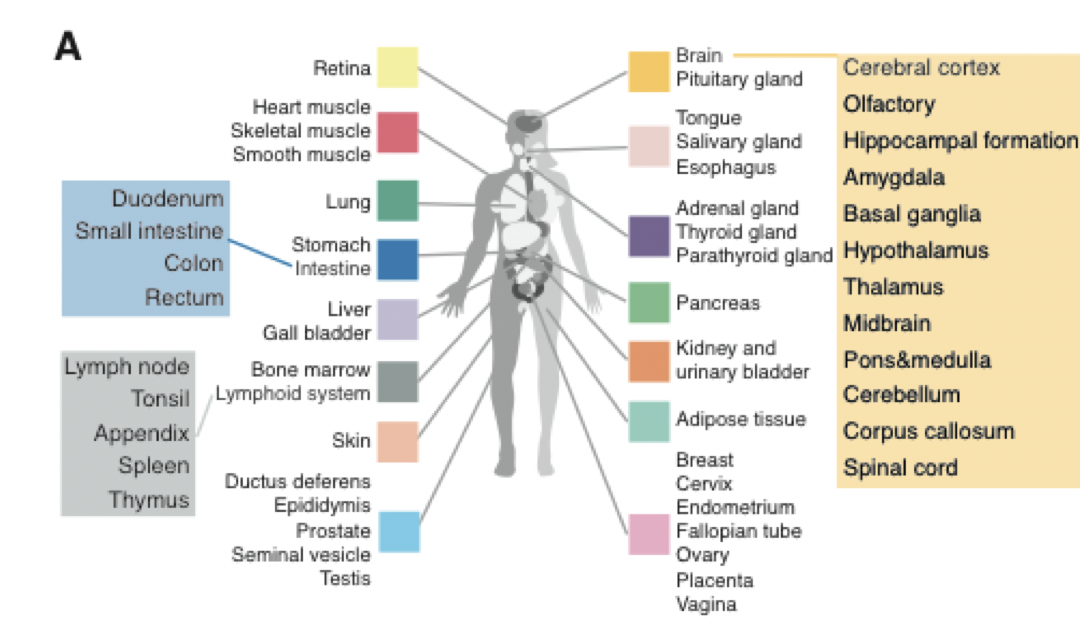 A
Retina
Heart muscle
Skeletal muscle
Smooth muscle
Lung
Stomach
Intestine
Liver
Gall bladder
Bone marrow
Lymphoid system
Skin
Ductus deferens
Epididymis
Prostate
Seminal vesicle
Testis
Duodenum
Small intestine
Colon
Rectum
Lymph node
Tonsil
Appendix
Spleen
Thymus
Brain
Pituitary gland
Tongue
Salivary gland
Esophagus
Adrenal gland
Thyroid gland
Parathyroid gland
Pancreas
Kidney and
urinary bladder
Adipose tissue
Breast
Cervix
Endometrium
Fallopian tube
Ovary
Placenta
Vagina
Cerebral cortex
Olfactory
Hippocampal formation
Amygdala
Basal ganglia
Hypothalamus
Thalamus
Midbrain
Pons&medulla
Cerebellum
Corpus callosum
Spinal cord